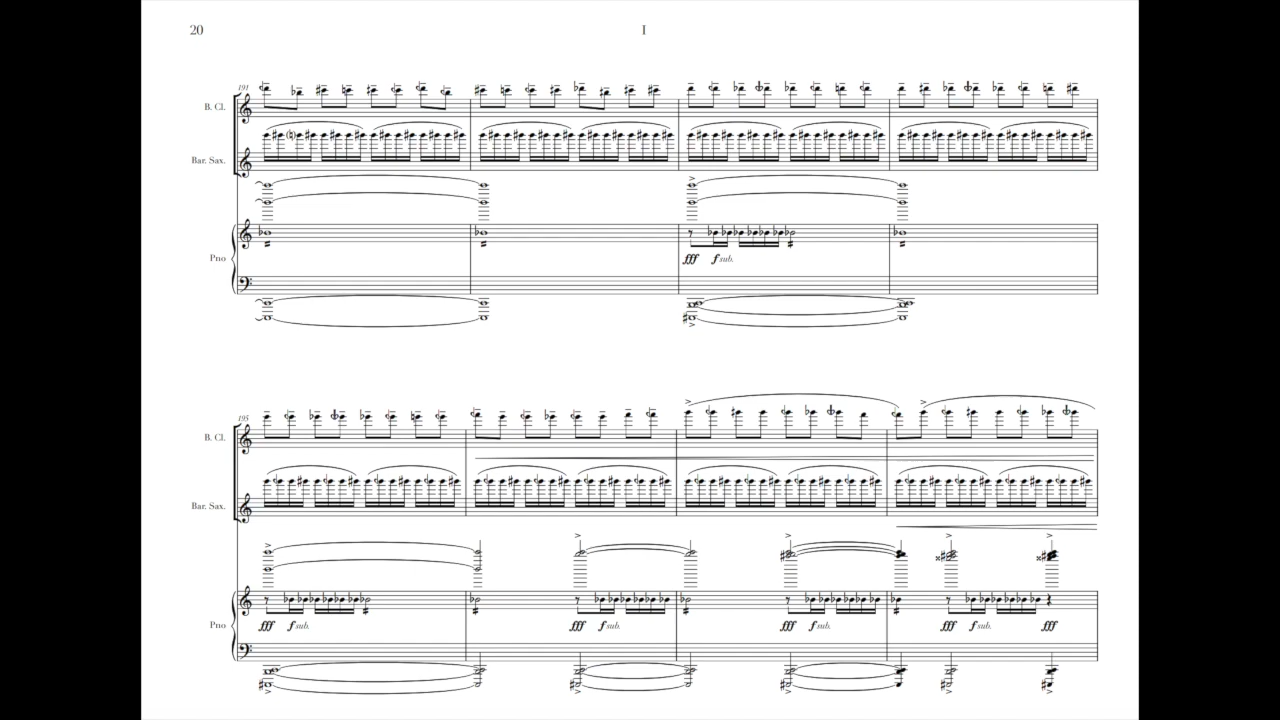 20 I
191
B. Cl.
Bar. Sax.
Pno
fff f sub.
195
B. Cl.
Bar. Sax.
Pno
fff f sub. fff f sub. fff f sub. fff f sub. fff